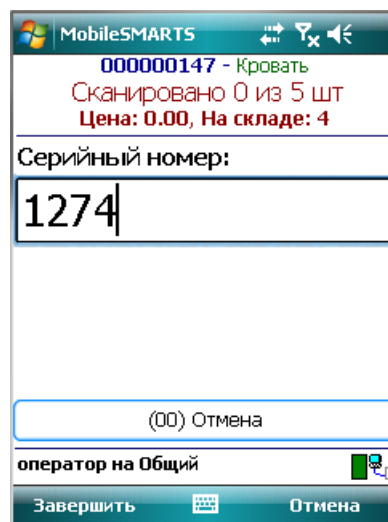 MobileSMARTS
000000147 - Кровать
Сканировано 0 из 5 шт
Цена: 0.00, На складе: 4
Серийный номер:
1274
(00) Отмена
оператор на Общий
Завершить Отмена